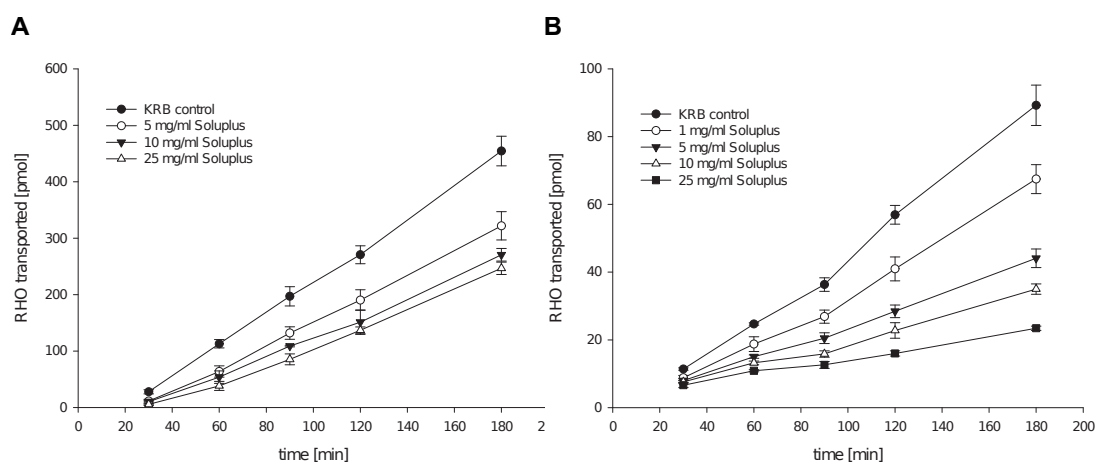 A
RHO transported [pmol]
600
500
400
300
200
100
0
KRB control
5 mg/ml Soluplus
10 mg/ml Soluplus
25 mg/ml Soluplus
0 20 40 60 80 100 120 140 160 180 2
time [min]
B
RHO transported [pmol]
100
80
60
40
20
0
KRB control
1 mg/ml Soluplus
5 mg/ml Soluplus
10 mg/ml Soluplus
25 mg/ml Soluplus
0 20 40 60 80 100 120 140 160 180 200
time [min]